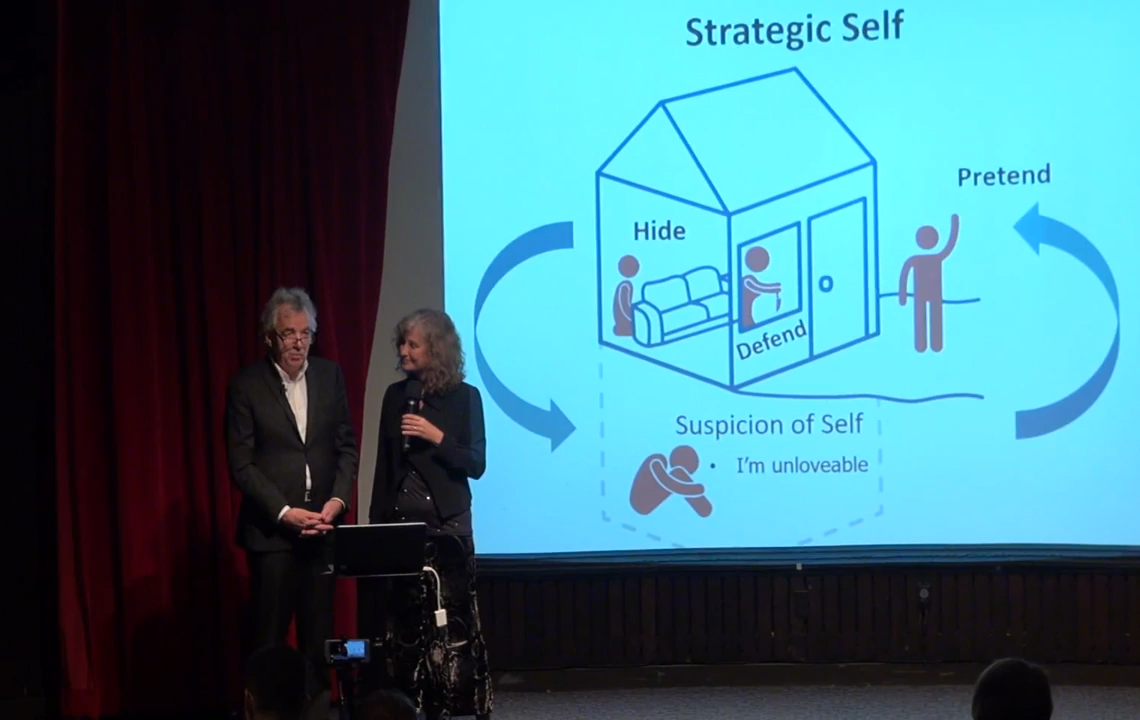 Strategic Self
Pretend
Hide
Defend
Suspicion of Self
• I'm unloveable